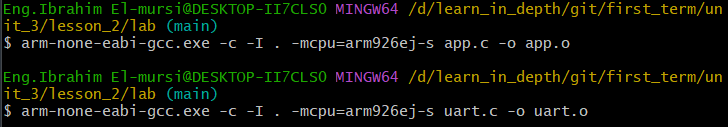 Eng.Ibrahim El-mursi@DESKTOP-II7CLSO MINGW64 /d/learn_in_depth/git/first_term/un
it_3/lesson_2/lab (main)
$ arm-none-eabi-gcc.exe -c -I . -mcpu=arm926ej-s app.c -o app.o
Eng.Ibrahim El-mursi@DESKTOP-II7CLSO MINGW64 /d/learn_in_depth/git/first_term/un
it_3/lesson_2/lab (main)
$ arm-none-eabi-gcc.exe -c -I . -mcpu=arm926ej-s uart.c -o uart.o